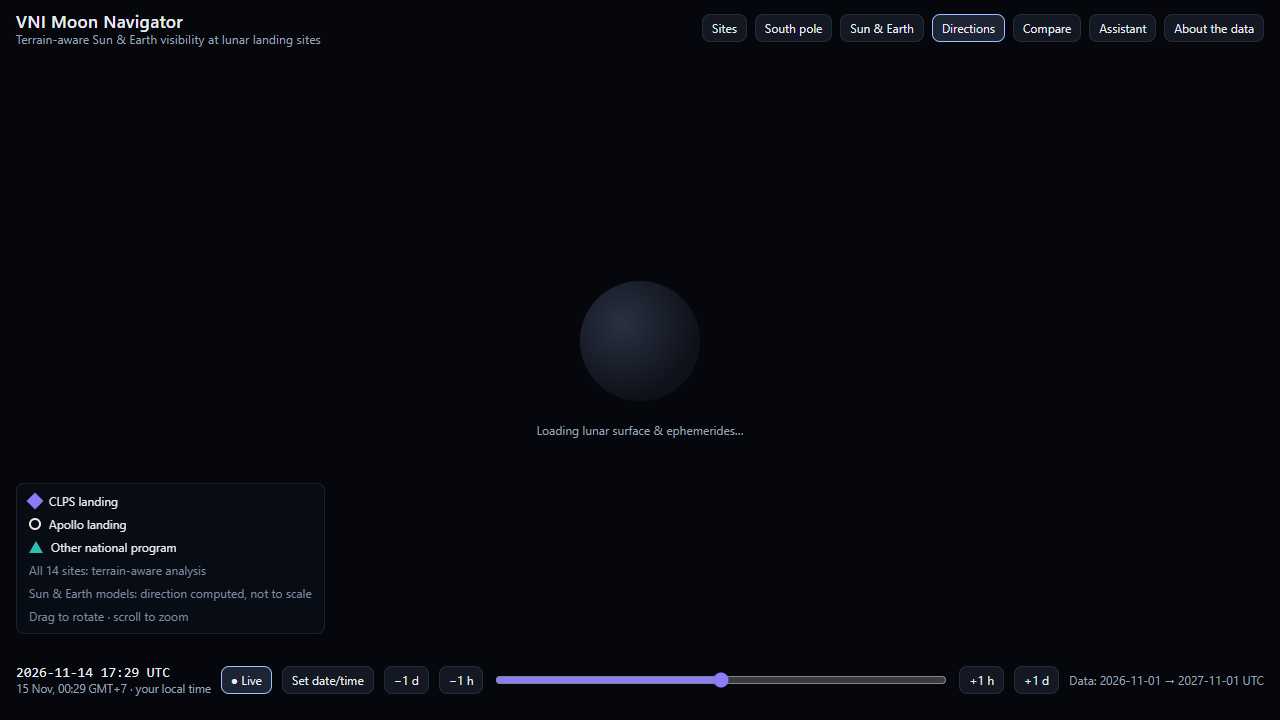 VNI Moon Navigator
Terrain-aware Sun & Earth visibility at lunar landing sites
Sites
South pole
Sun & Earth
Directions
Compare
Assistant
About the data
Loading lunar surface & ephemerides...
CLPS landing
Apollo landing
Other national program
All 14 sites: terrain-aware analysis
Sun & Earth models: direction computed, not to scale
Drag to rotate · scroll to zoom
2026-11-14 17:29 UTC
15 Nov, 00:29 GMT+7 · your local time
● Live
Set date/time
−1 d
−1 h
+1 h
+1 d
Data: 2026-11-01 → 2027-11-01 UTC